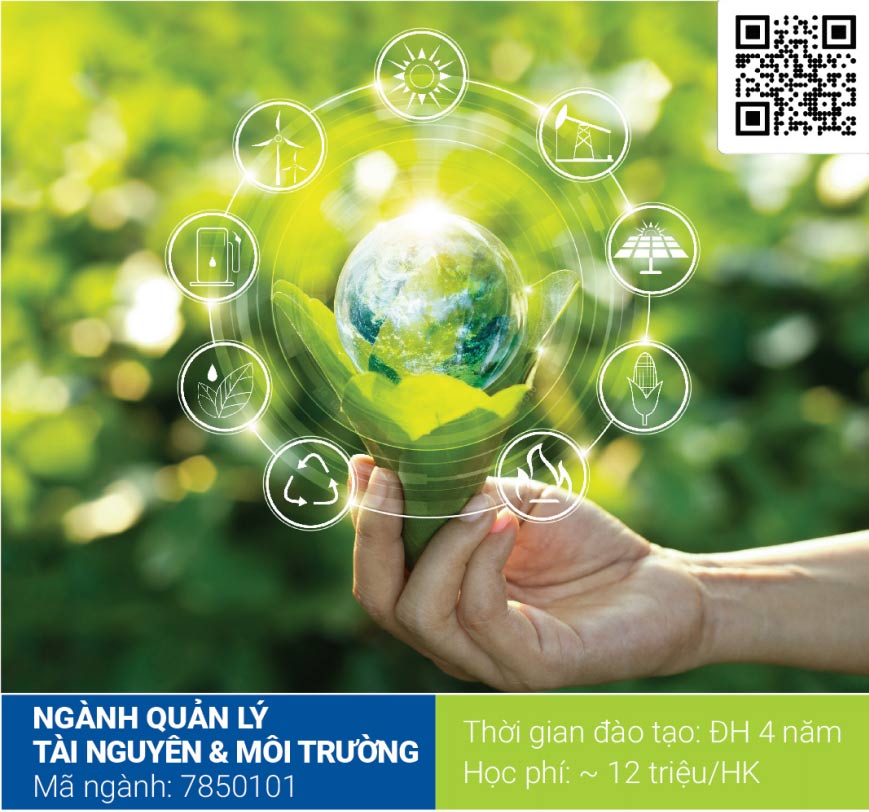 NGÀNH QUẢN LÝ
TÀI NGUYÊN & MÔI TRƯỜNG
Mã ngành: 7850101
Thời gian đào tạo: ĐH 4 năm
Học phí: ~ 12 triệu/HK